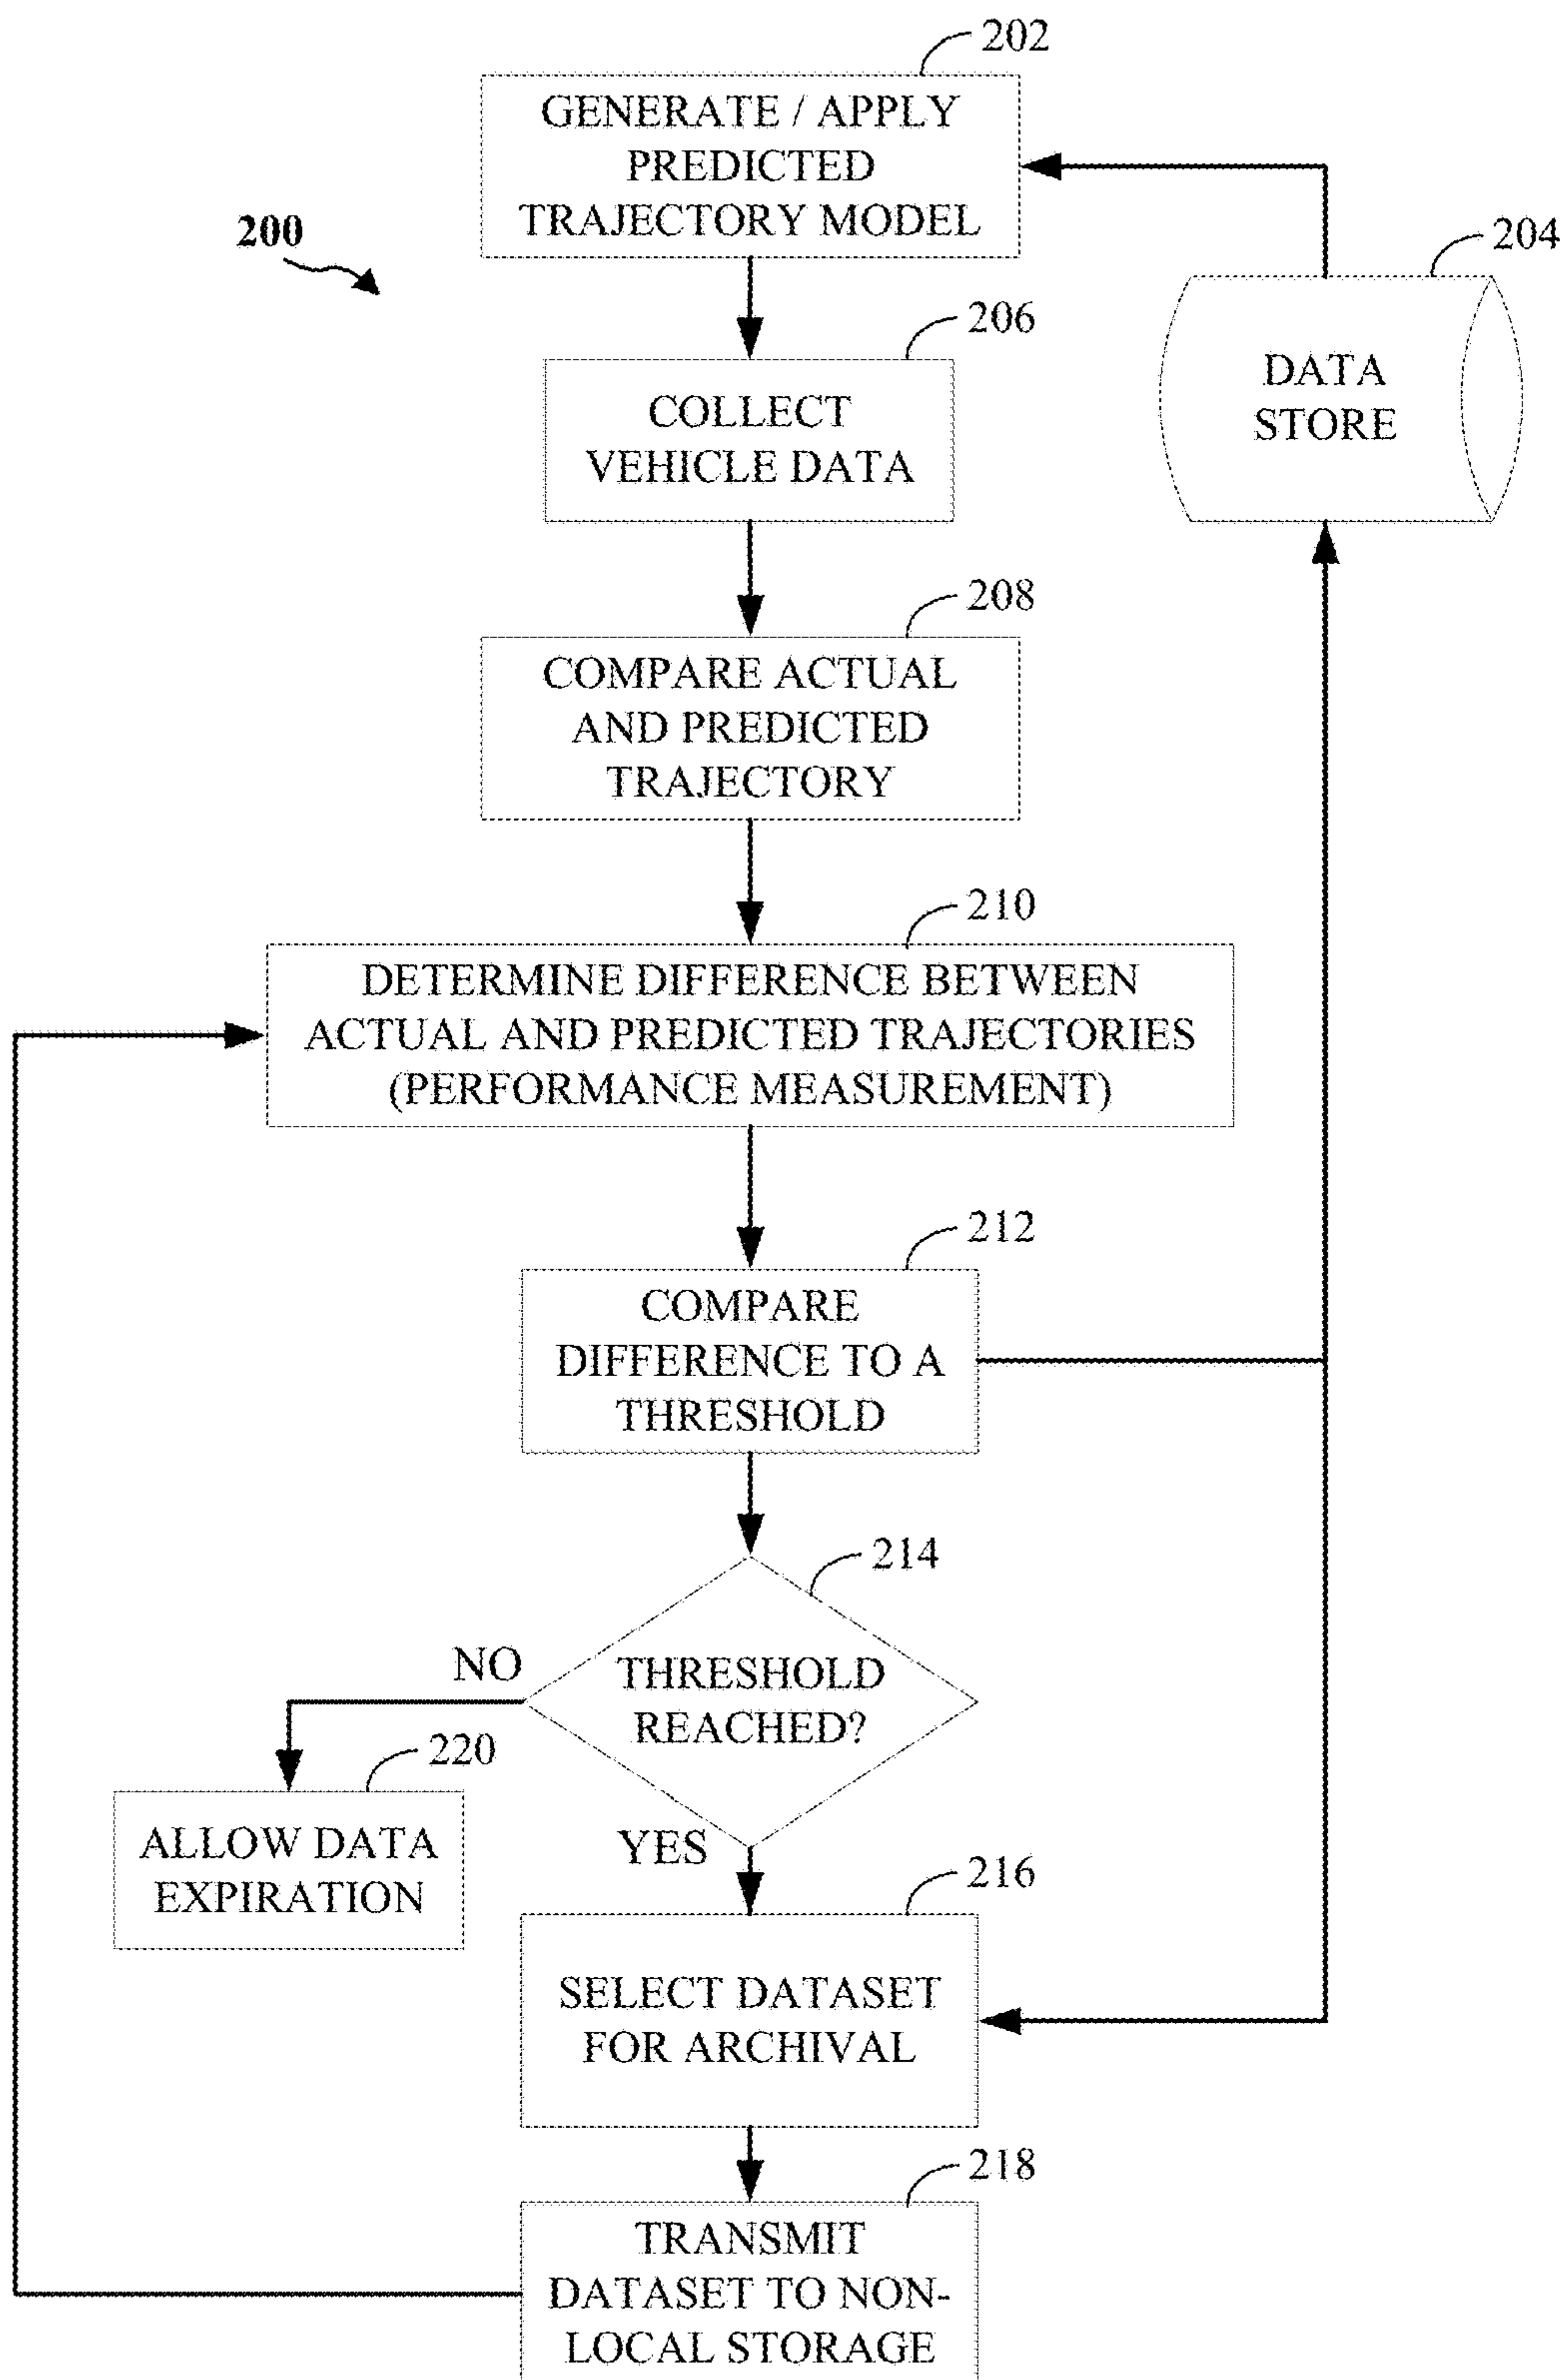 202
GENERATE / APPLY
PREDICTED
TRAJECTORY MODEL
200
204
DATA
STORE
206
COLLECT
VEHICLE DATA
208
COMPARE ACTUAL
AND PREDICTED
TRAJECTORY
210
DETERMINE DIFFERENCE BETWEEN
ACTUAL AND PREDICTED TRAJECTORIES
(PERFORMANCE MEASUREMENT)
212
COMPARE
DIFFERENCE TO A
THRESHOLD
214
THRESHOLD
REACHED?
NO
220
ALLOW DATA
EXPIRATION
YES
216
SELECT DATASET
FOR ARCHIVAL
218
TRANSMIT
DATASET TO NON-
LOCAL STORAGE